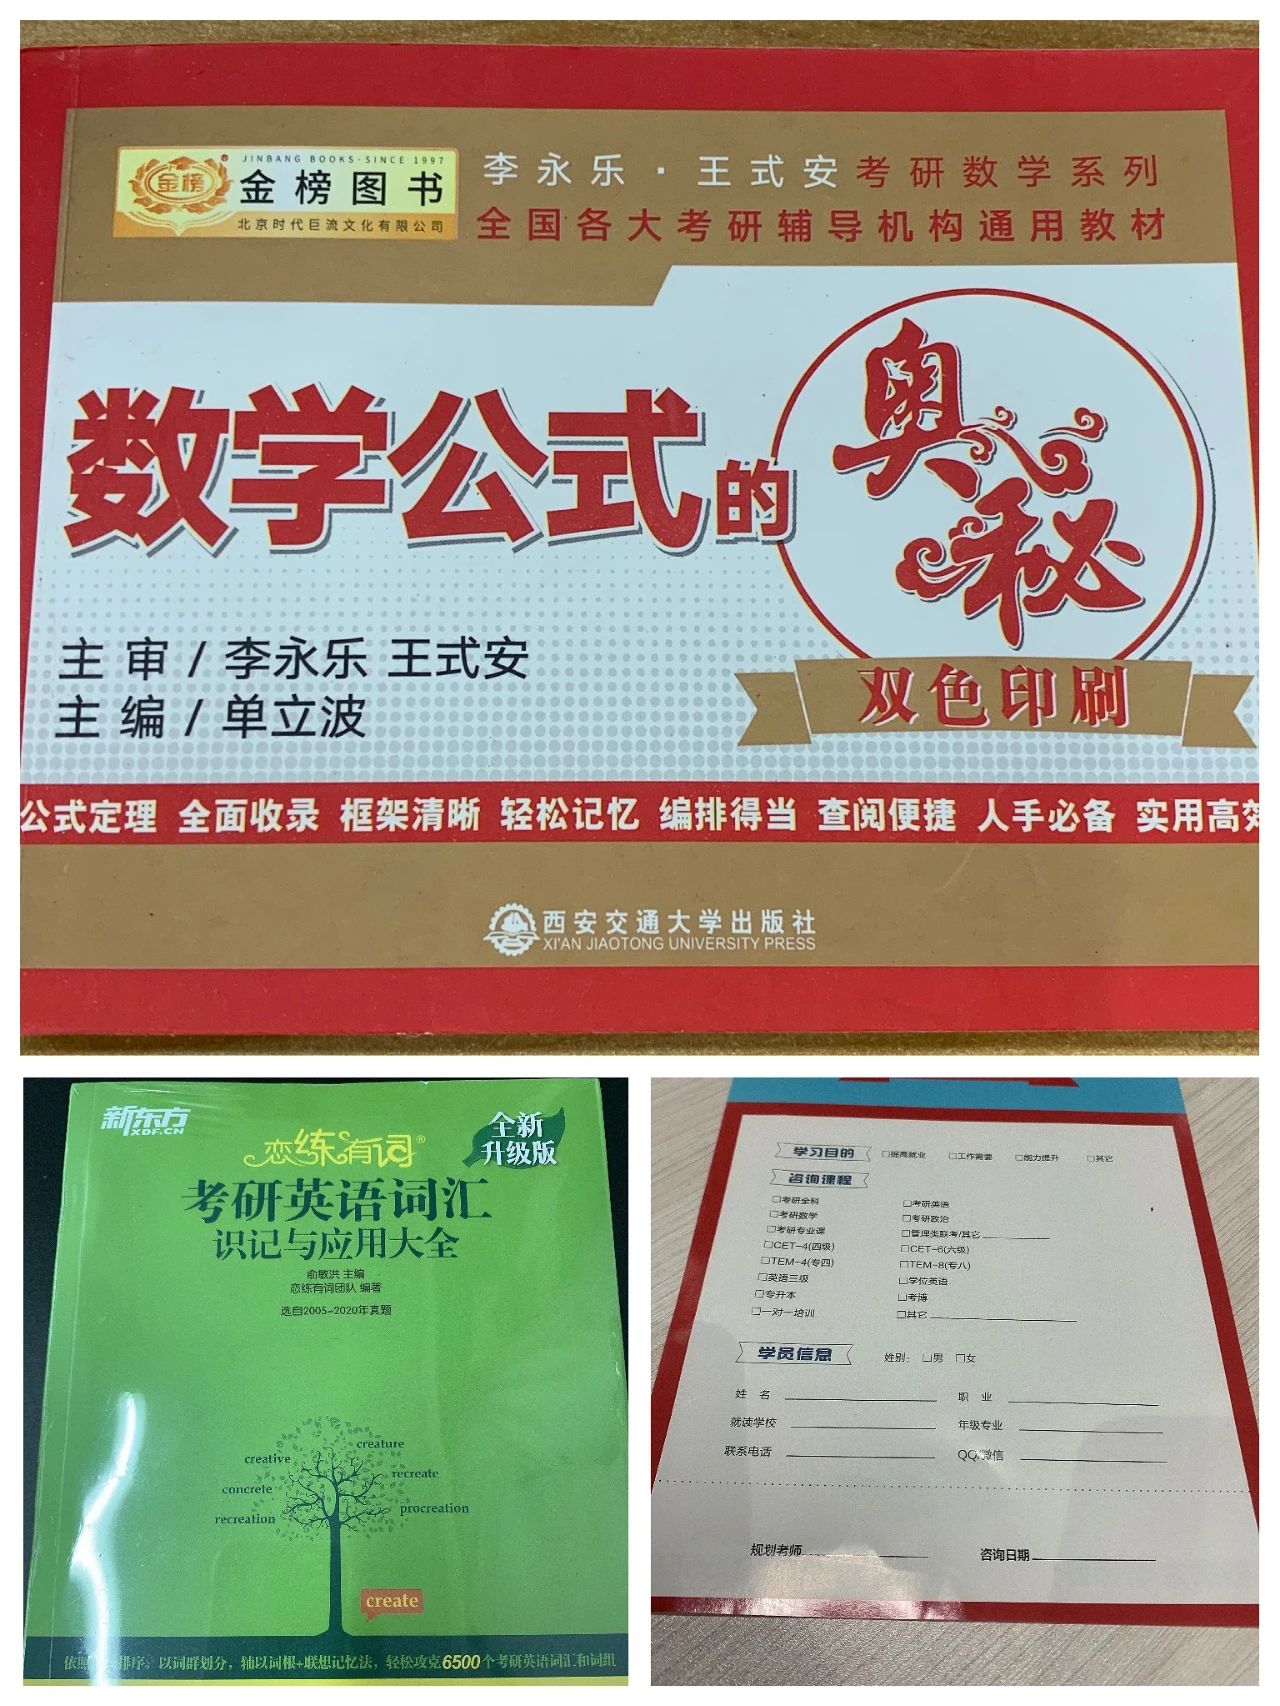 JINBANG BOOKS·SINCE 1997
金榜
金榜图书
北京时代巨流文化有限公司
李永乐·王式安考研数学系列
全国各大考研辅导机构通用教材
数学公式的
奥秘
主 审 / 李永乐 王式安
主 编 / 单立波
双色印刷
公式定理 全面收录 框架清晰 轻松记忆 编排得当 查阅便捷 人手必备 实用高效
西安交通大学出版社
XI'AN JIAOTONG UNIVERSITY PRESS
新东方
XDF.CN
恋练有词®
全新
升级版
考研英语词汇
识记与应用大全
俞敏洪 主编
恋练有词团队 编著
选自2005-2020年真题
creature
creative
recreate
concrete
procreation
recreation
create
排序，以词群划分，辅以词根+联想记忆法，轻松攻克6500个考研英语词汇和词组
学习目的 □提高就业 □工作需要 □能力提升 □其它
咨询课程
□考研全科 □考研英语
□考研数学 □考研政治
□考研专业课 □管理类联考/其它
□CET-4(四级) □CET-6(六级)
□TEM-4(专四) □TEM-8(专八)
□英语三级 □学位英语
□专升本 □考博
□一对一培训 □其它
学员信息 性别: □男 □女
姓 名 职 业
就读学校 年级专业
联系电话 QQ/微信
规划老师 咨询日期